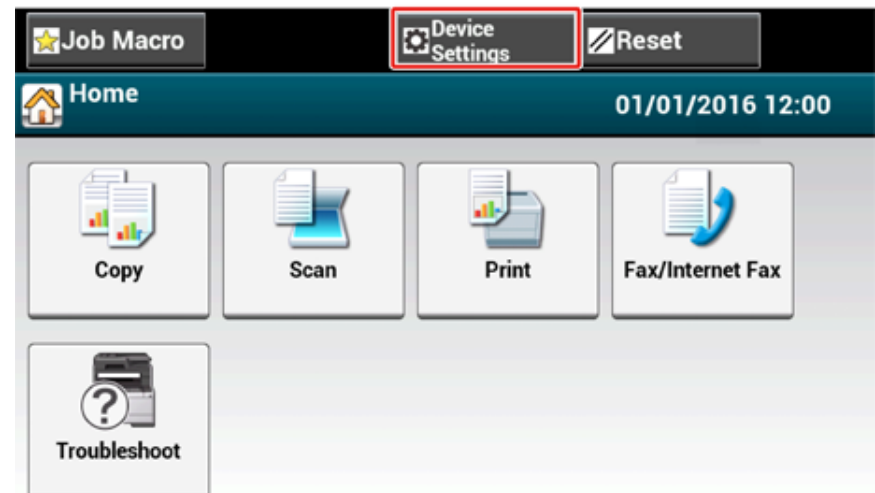 Job Macro
Device
Settings
Reset
Home
01/01/2016 12:00
Copy
Scan
Print
Fax/Internet Fax
?
Troubleshoot